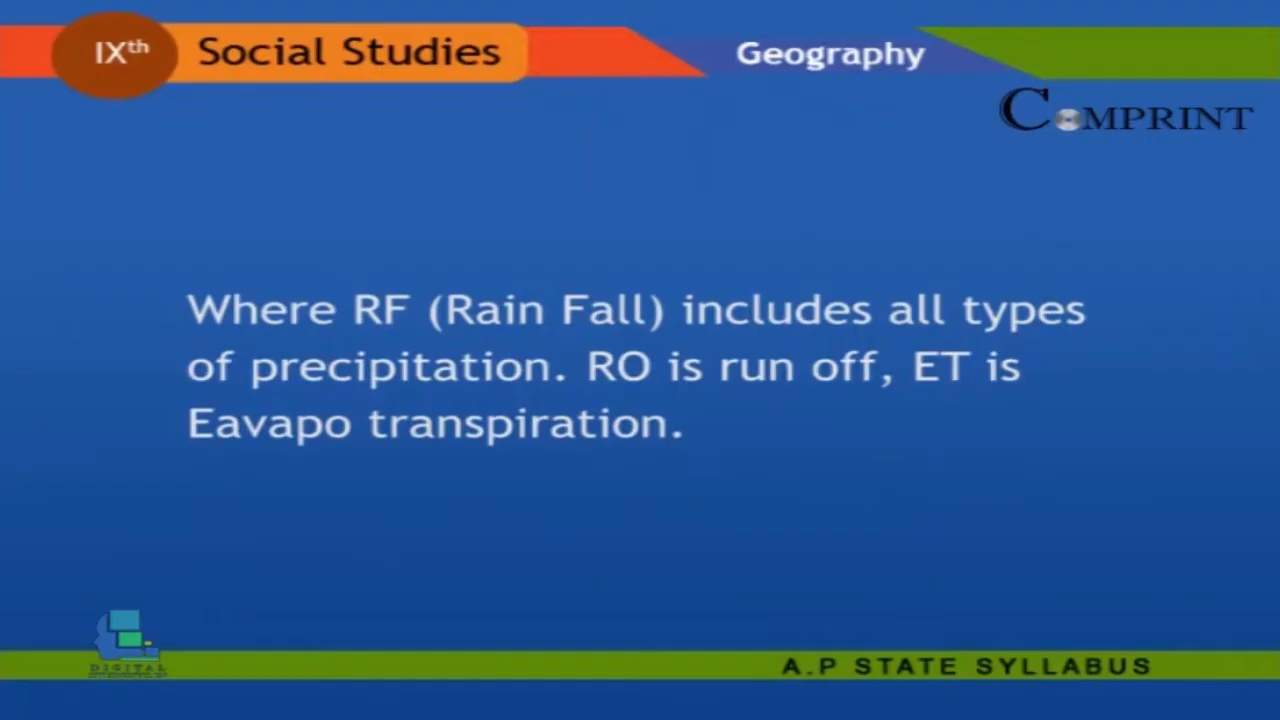 IXth Social Studies
Geography
COMPRINT
Where RF (Rain Fall) includes all types
of precipitation. RO is run off, ET is
Eavapo transpiration.
DIGITAL
A.P STATE SYLLABUS